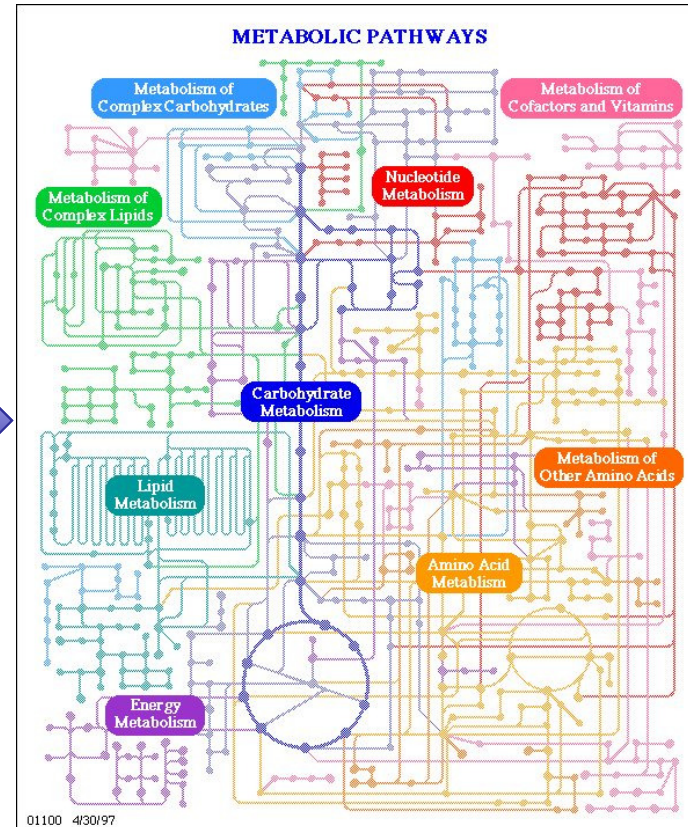 METABOLIC PATHWAYS
Metabolism of
Complex Carbohydrates
Metabolism of
Cofactors and Vitamins
Nucleotide
Metabolism
Metabolism of
Complex Lipids
Carbohydrate
Metabolism
Metabolism of
Other Amino Acids
Lipid
Metabolism
Amino Acid
Metablism
Energy
Metabolism
01100 4/30/97